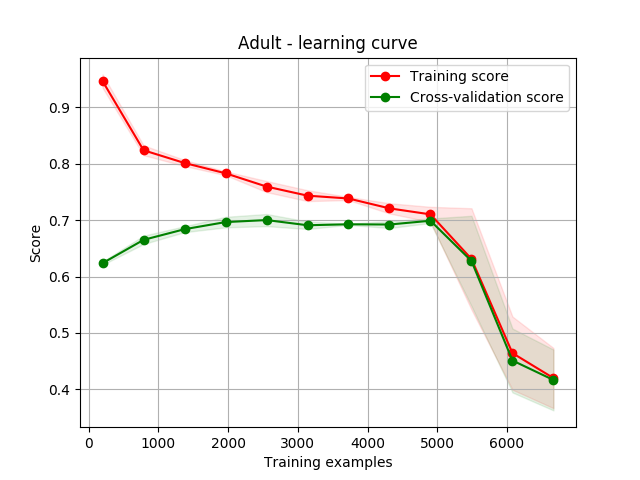 Adult - learning curve
Training score
Cross-validation score
Score
0.9
0.8
0.7
0.6
0.5
0.4
0 1000 2000 3000 4000 5000 6000
Training examples